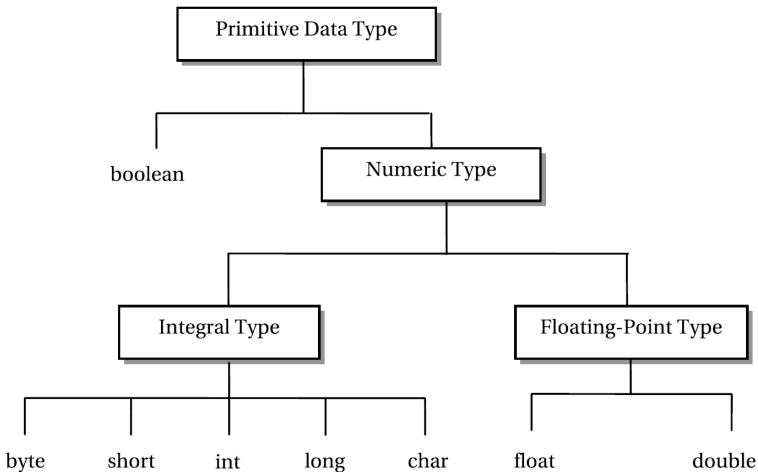 Primitive Data Type
boolean
Numeric Type
Integral Type
Floating-Point Type
byte short int long char float double